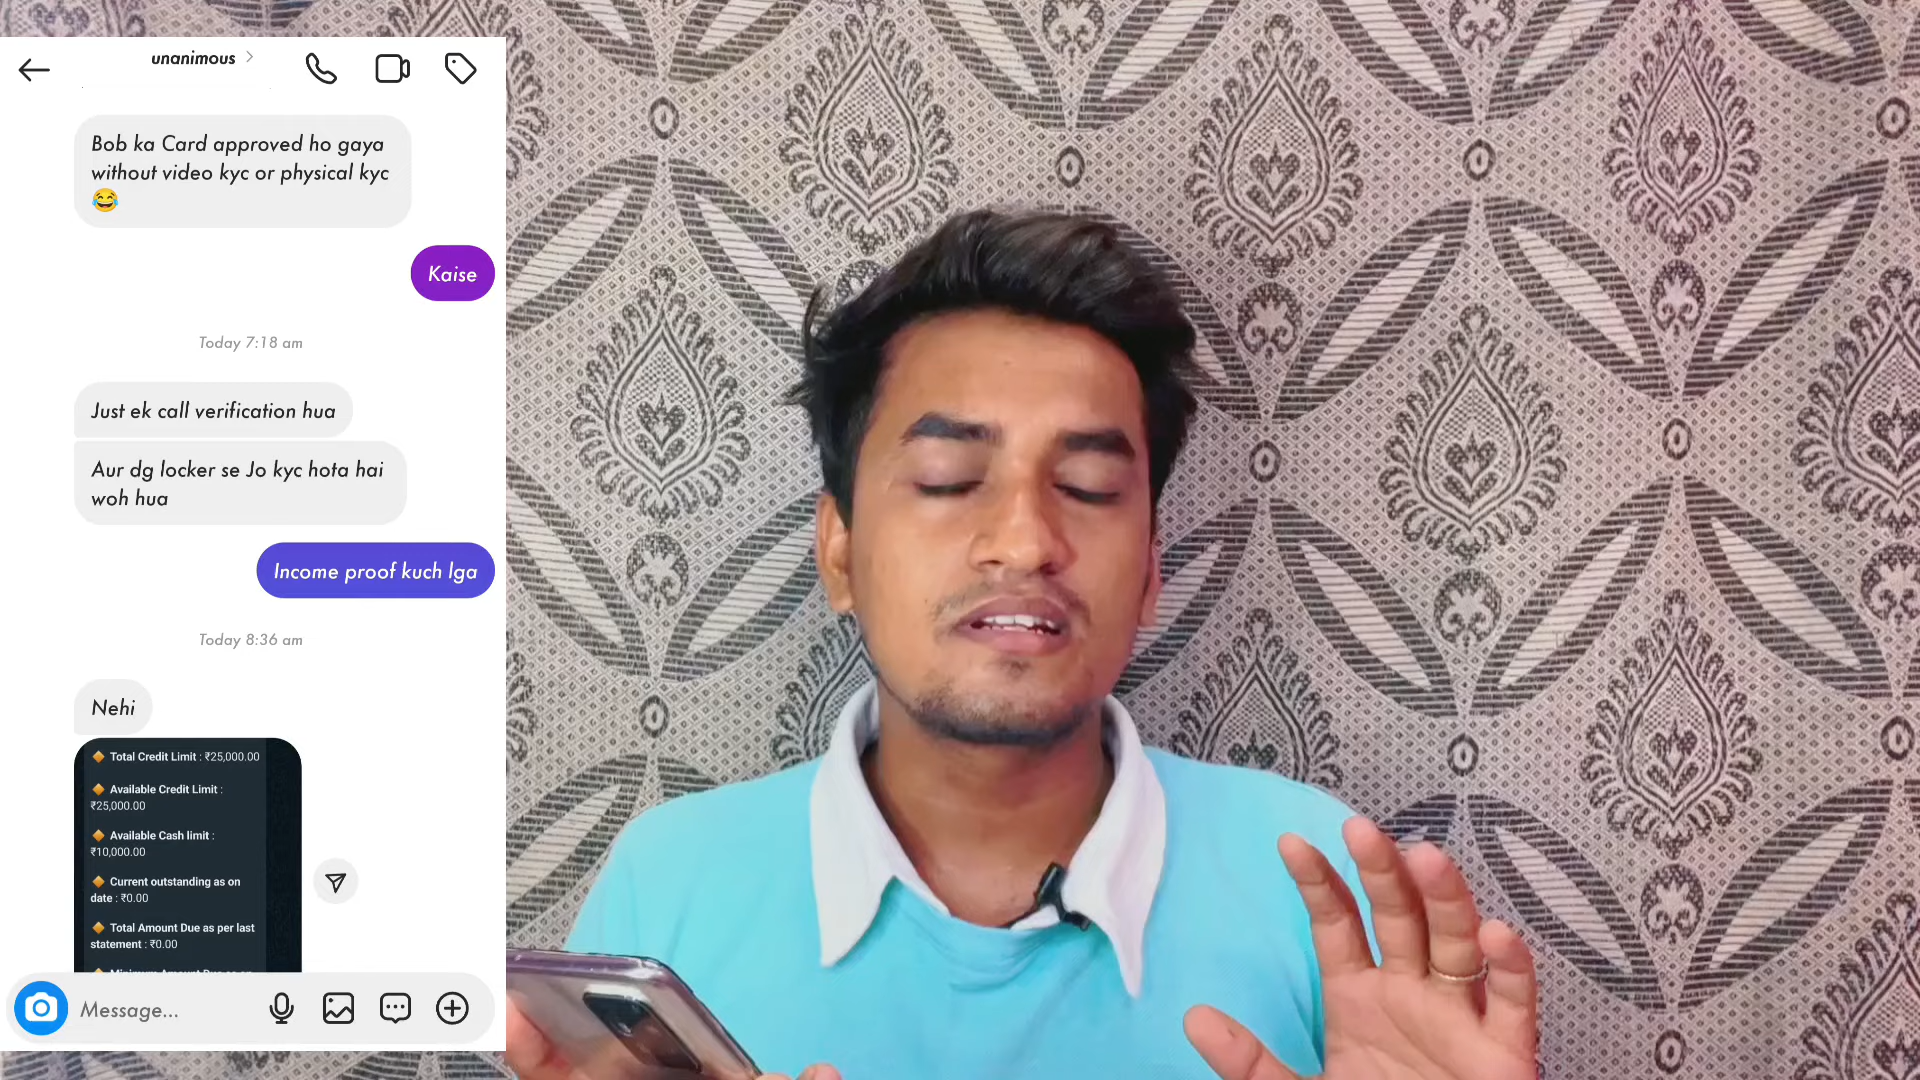 unanimous
Bob ka Card approved ho gaya
without video kyc or physical kyc
😂
Kaise
Today 7:18 am
Just ek call verification hua
Aur dg locker se Jo kyc hota hai
woh hua
Income proof kuch lga
Today 8:36 am
Nehi
🔶 Total Credit Limit : ₹25,000.00
🔶 Available Credit Limit :
₹25,000.00
🔶 Available Cash limit :
₹10,000.00
🔶 Current outstanding as on
date : ₹0.00
🔶 Total Amount Due as per last
statement : ₹0.00
Message...